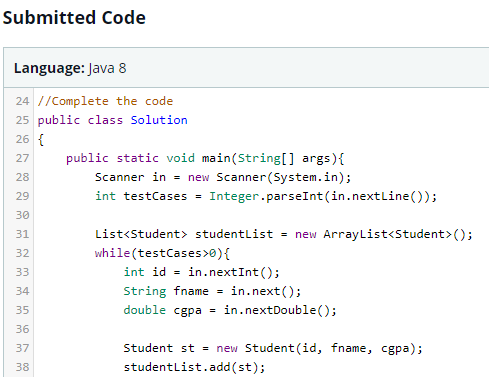 Submitted Code
Language: Java 8
24 //Complete the code
25 public class Solution
26 {
27     public static void main(String[] args){
28         Scanner in = new Scanner(System.in);
29         int testCases = Integer.parseInt(in.nextLine());
30
31         List<Student> studentList = new ArrayList<Student>();
32         while(testCases>0){
33             int id = in.nextInt();
34             String fname = in.next();
35             double cgpa = in.nextDouble();
36
37             Student st = new Student(id, fname, cgpa);
38             studentList.add(st);